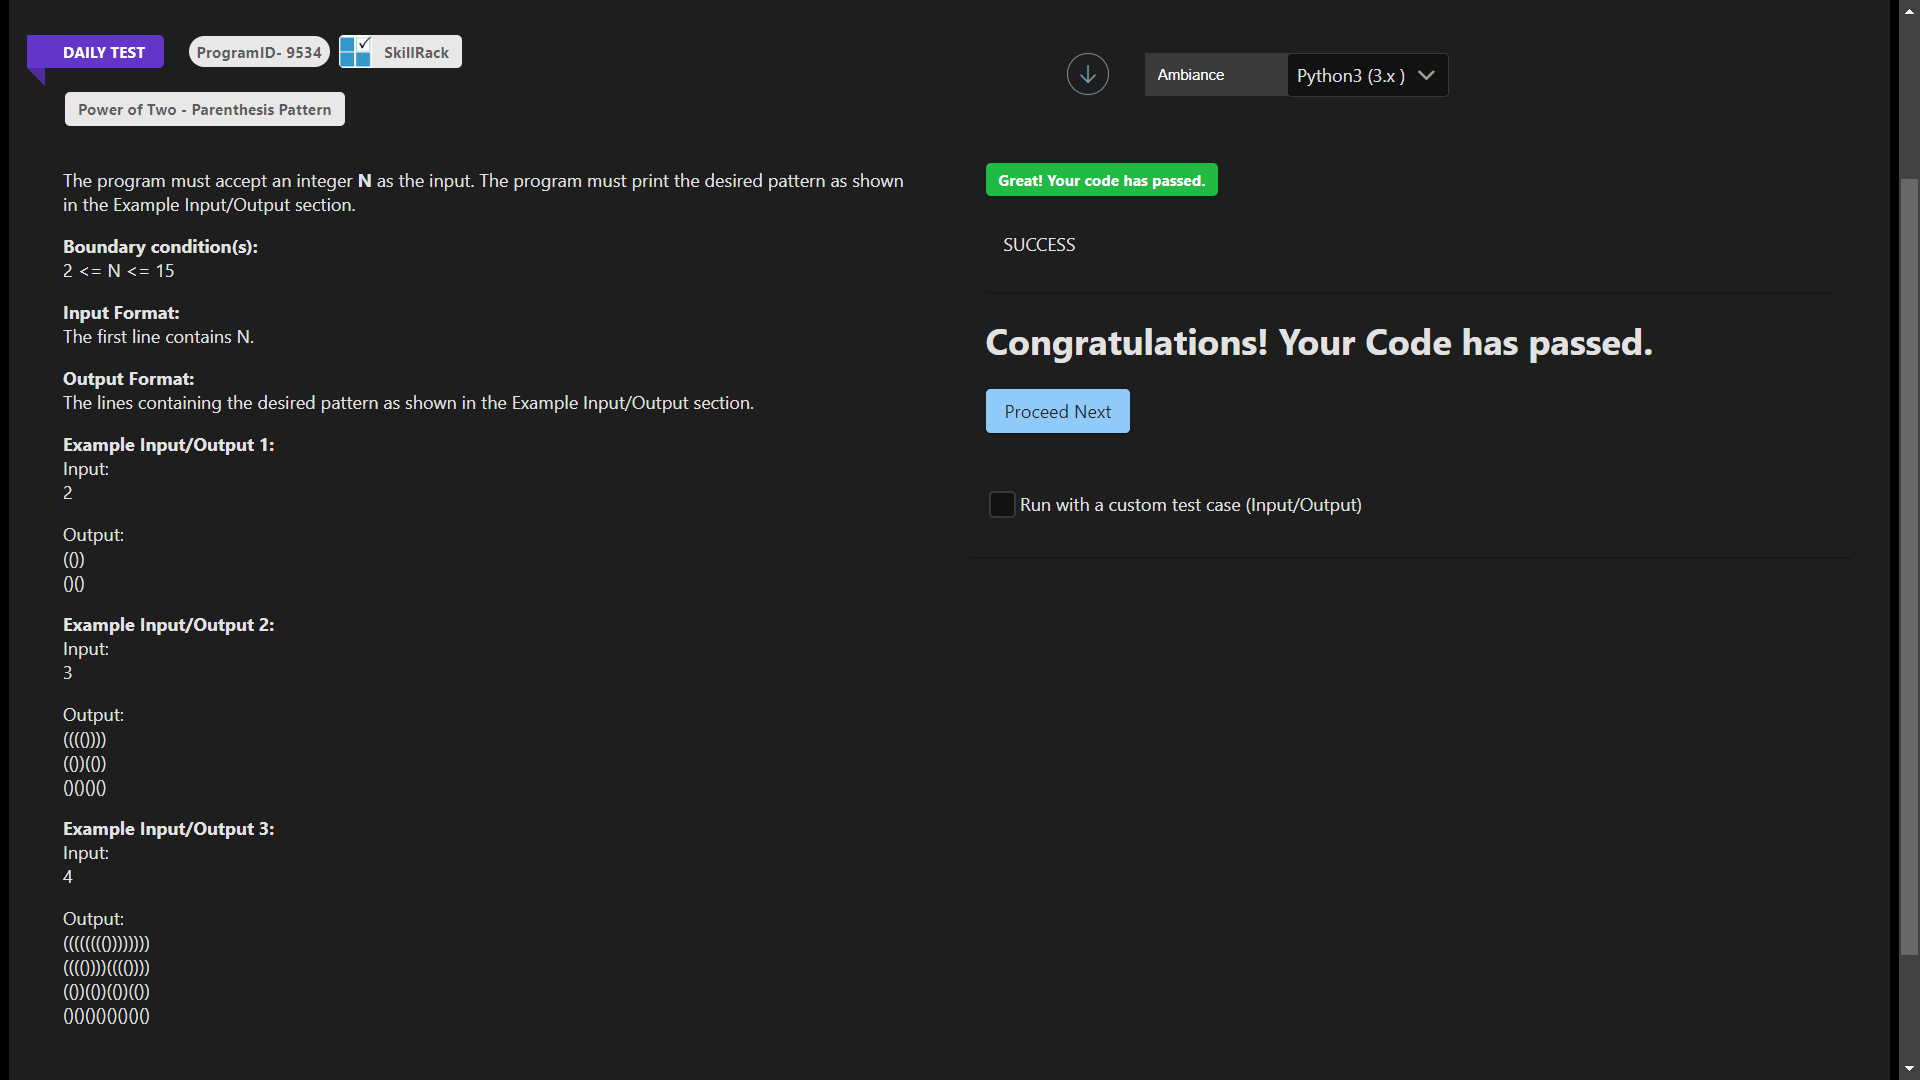 DAILY TEST
ProgramID- 9534
SkillRack
Power of Two - Parenthesis Pattern
The program must accept an integer N as the input. The program must print the desired pattern as shown
in the Example Input/Output section.
Boundary condition(s):
2 <= N <= 15
Input Format:
The first line contains N.
Output Format:
The lines containing the desired pattern as shown in the Example Input/Output section.
Example Input/Output 1:
Input:
2
Output:
(())
()()
Example Input/Output 2:
Input:
3
Output:
(((())))
(())(())
()()()()
Example Input/Output 3:
Input:
4
Output:
(((((((())))))))
(((())))(((())))
(())(())(())(())
()()()()()()()()
Ambiance
Python3 (3.x )
Great! Your code has passed.
SUCCESS
Congratulations! Your Code has passed.
Proceed Next
Run with a custom test case (Input/Output)